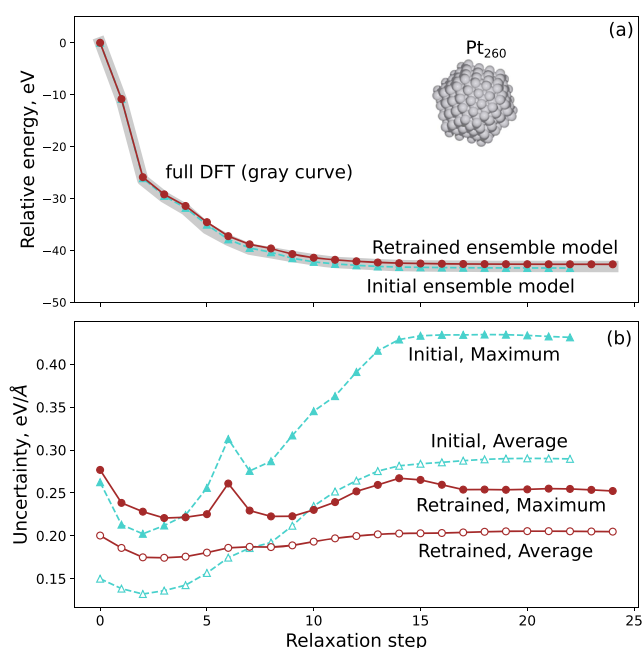 (a)
Pt260
0
−10
−20
−30
−40
−50
Relative energy, eV
full DFT (gray curve)
Retrained ensemble model
Initial ensemble model
(b)
0.40
0.35
0.30
0.25
0.20
0.15
Uncertainty, eV/Å
Initial, Maximum
Initial, Average
Retrained, Maximum
Retrained, Average
0 5 10 15 20 25
Relaxation step